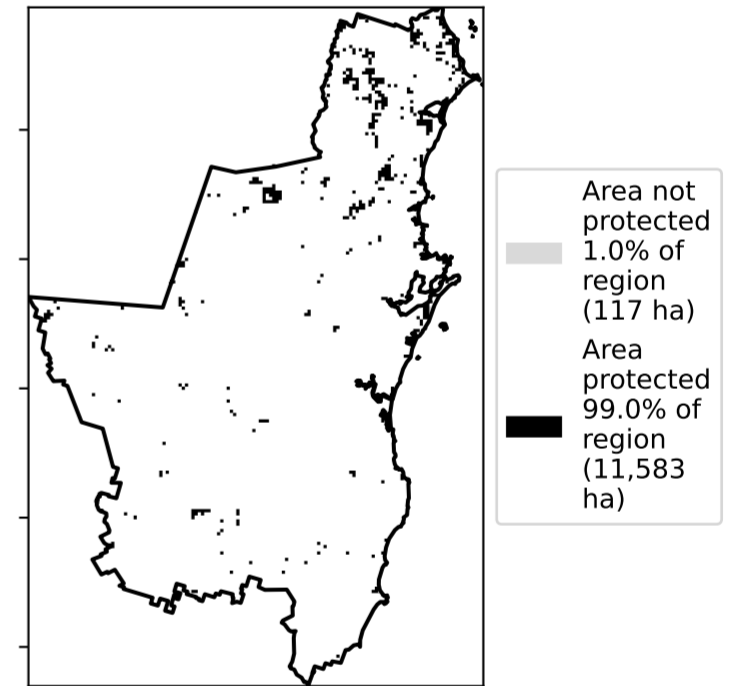 Area not
protected
1.0% of
region
(117 ha)
Area
protected
99.0% of
region
(11,583
ha)